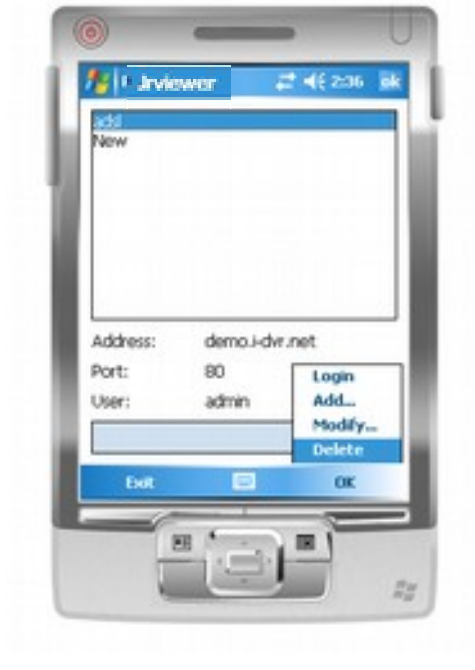 Jrviewer 2:36 ok
add
New
Address: demo.i-dvr.net
Port: 80
User: admin
Login
Add...
Modify...
Delete
Exit OK